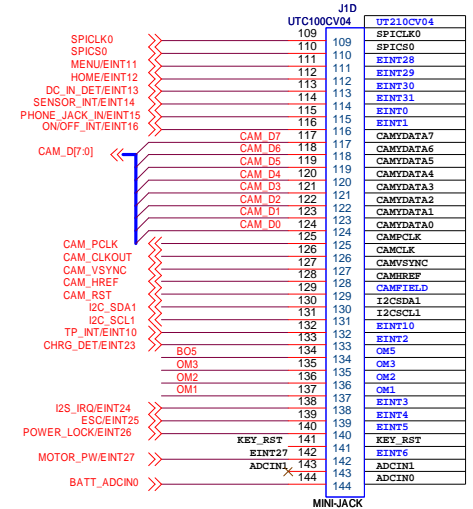 J1D
UTC100CV04 UT210CV04
SPICLK0 109 109 SPICLK0
SPICS0 110 110 SPICS0
MENU/EINT11 111 111 EINT28
HOME/EINT12 112 112 EINT29
DC_IN_DET/EINT13 113 113 EINT30
SENSOR_INT/EINT14 114 114 EINT31
PHONE_JACK_IN/EINT15 115 115 EINT0
ON/OFF_INT/EINT16 116 116 EINT1
CAM_D7 117 117 CAMYDATA7
CAM_D[7:0] CAM_D6 118 118 CAMYDATA6
CAM_D5 119 119 CAMYDATA5
CAM_D4 120 120 CAMYDATA4
CAM_D3 121 121 CAMYDATA3
CAM_D2 122 122 CAMYDATA2
CAM_D1 123 123 CAMYDATA1
CAM_D0 124 124 CAMYDATA0
CAM_PCLK 125 125 CAMPCLK
CAM_CLKOUT 126 126 CAMCLK
CAM_VSYNC 127 127 CAMVSYNC
CAM_HREF 128 128 CAMHREF
CAM_RST 129 129 CAMFIELD
I2C_SDA1 130 130 I2CSDA1
I2C_SCL1 131 131 I2CSCL1
TP_INT/EINT10 132 132 EINT10
CHRG_DET/EINT23 133 133 EINT2
BO5 134 134 OM5
OM3 135 135 OM3
OM2 136 136 OM2
OM1 137 137 OM1
I2S_IRQ/EINT24 138 138 EINT3
ESC/EINT25 139 139 EINT4
POWER_LOCK/EINT26 140 140 EINT5
KEY_RST 141 141 KEY_RST
MOTOR_PW/EINT27 EINT27 142 142 EINT6
ADCIN1 143 143 ADCIN1
BATT_ADCIN0 144 144 ADCIN0
MINI-JACK